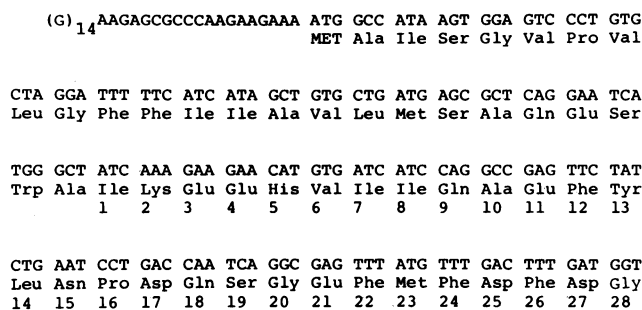 (G)14AAGAGCGCCCAAGAAGAAA ATG GCC ATA AGT GGA GTC CCT GTG
MET Ala Ile Ser Gly Val Pro Val
CTA GGA TTT TTC ATC ATA GCT GTG CTG ATG AGC GCT CAG GAA TCA
Leu Gly Phe Phe Ile Ile Ala Val Leu Met Ser Ala Gln Glu Ser
TGG GCT ATC AAA GAA GAA CAT GTG ATC ATC CAG GCC GAG TTC TAT
Trp Ala Ile Lys Glu Glu His Val Ile Ile Gln Ala Glu Phe Tyr
1 2 3 4 5 6 7 8 9 10 11 12 13
CTG AAT CCT GAC CAA TCA GGC GAG TTT ATG TTT GAC TTT GAT GGT
Leu Asn Pro Asp Gln Ser Gly Glu Phe Met Phe Asp Phe Asp Gly
14 15 16 17 18 19 20 21 22 23 24 25 26 27 28